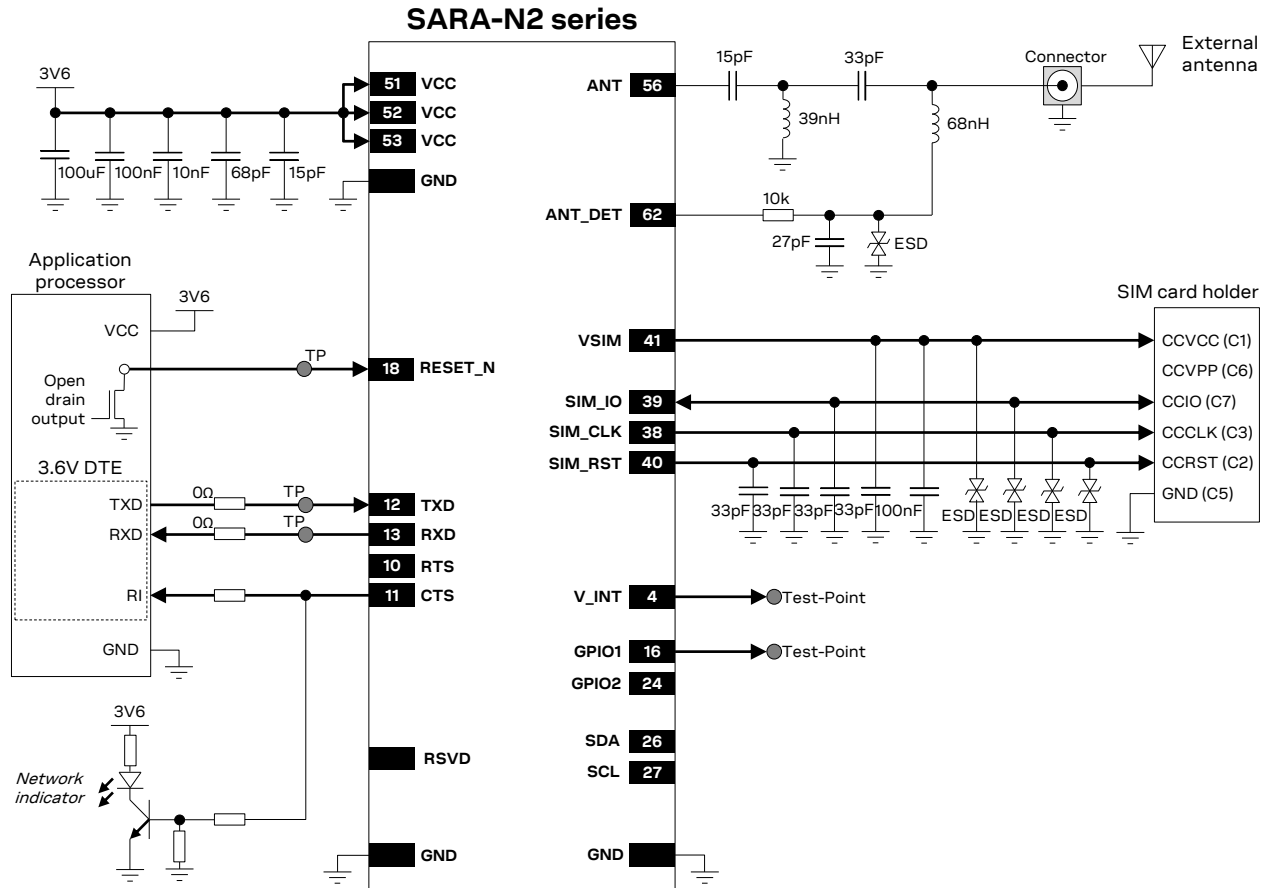 SARA-N2 series
3V6
100uF 100nF 10nF 68pF 15pF
51 VCC
52 VCC
53 VCC
GND
ANT 56
15pF
33pF
39nH
68nH
Connector
External
antenna
ANT_DET 62
10k
27pF
ESD
Application
processor
3V6
VCC
Open
drain
output
TP
18 RESET_N
3.6V DTE
TXD
0Ω
TP
12 TXD
RXD
0Ω
TP
13 RXD
10 RTS
RI
11 CTS
GND
SIM card holder
VSIM 41
CCVCC (C1)
CCVPP (C6)
SIM_IO 39
CCIO (C7)
SIM_CLK 38
CCCLK (C3)
SIM_RST 40
CCRST (C2)
GND (C5)
33pF 33pF 33pF 33pF 100nF
ESD ESD ESD ESD
V_INT 4
Test-Point
GPIO1 16
Test-Point
GPIO2 24
SDA 26
SCL 27
3V6
Network
indicator
RSVD
GND
GND